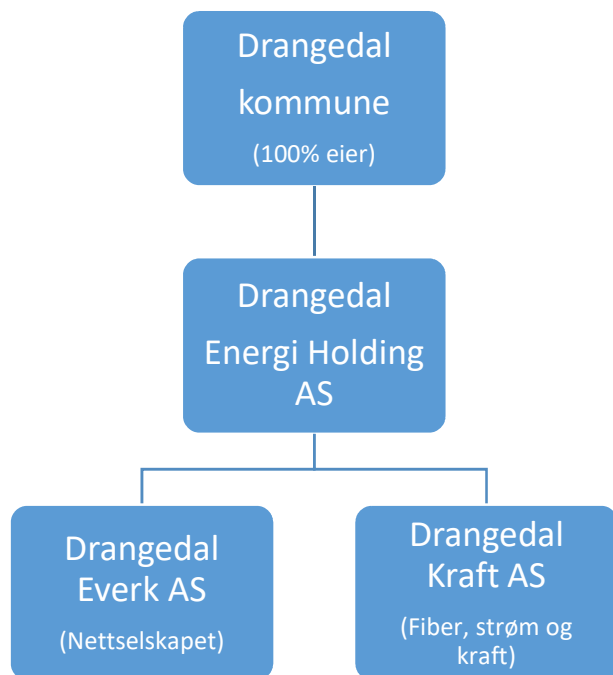 Drangedal
kommune
(100% eier)
Drangedal
Energi Holding
AS
Drangedal
Everk AS
(Nettselskapet)
Drangedal
Kraft AS
(Fiber, strøm og
kraft)